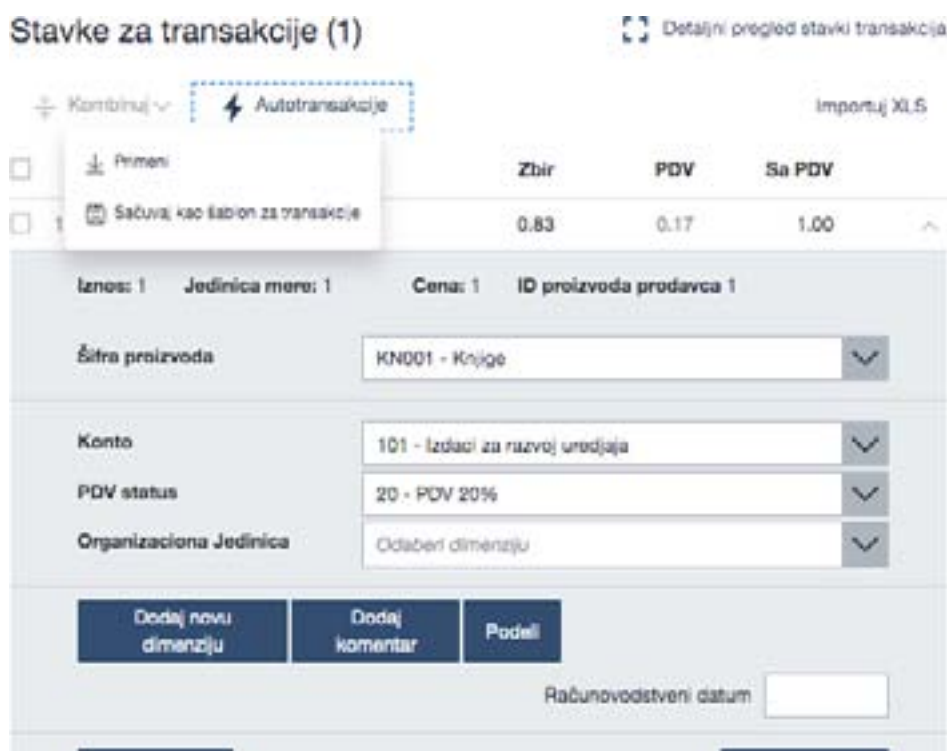 Stavke za transakcije (1)
Detaljni pregled stavki transakcija
Kombinuj
Autotransakcije
Importuj XLS
Primeni
Sačuvaj kao šablon za transakcije
Zbir PDV Sa PDV
1 0.83 0.17 1.00
Iznos: 1 Jedinica mere: 1 Cena: 1 ID proizvoda prodavca 1
Šifra proizvoda KN001 - Knjige
Konto 101 - Izdaci za razvoj uredjaja
PDV status 20 - PDV 20%
Organizaciona Jedinica Odaberi dimenziju
Dodaj novu dimenziju
Dodaj komentar
Podeli
Računovodstveni datum